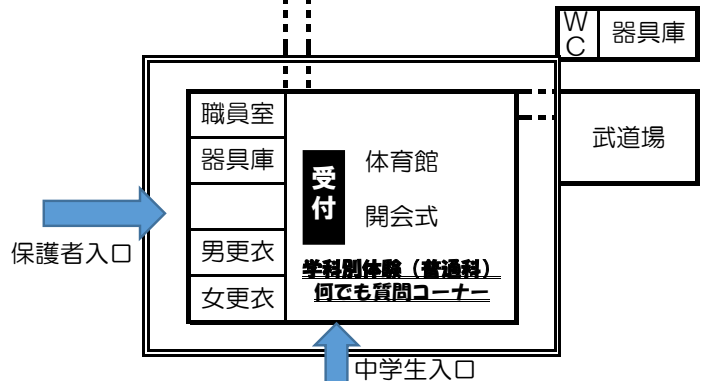 WC
器具庫
職員室
器具庫
男更衣
女更衣
受付
体育館
開会式
学科別体験（普通科）
何でも質問コーナー
武道場
保護者入口
中学生入口